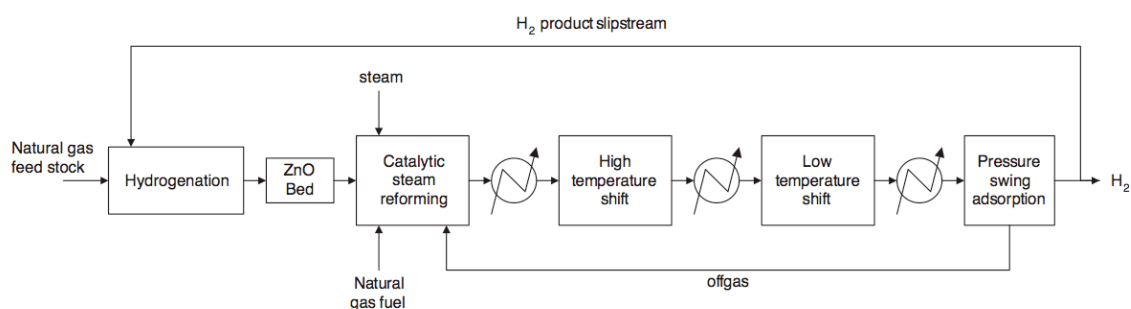 H2 product slipstream
steam
Natural gas
feed stock
Hydrogenation
ZnO
Bed
Catalytic
steam
reforming
High
temperature
shift
Low
temperature
shift
Pressure
swing
adsorption
H2
Natural
gas fuel
offgas